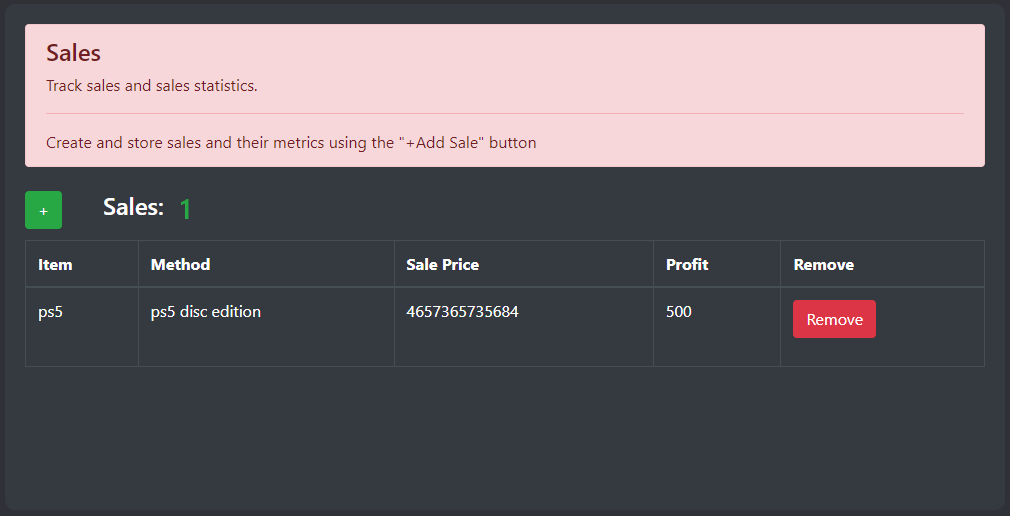 Sales
Track sales and sales statistics.
Create and store sales and their metrics using the "+Add Sale" button
+ Sales: 1
Item Method Sale Price Profit Remove
ps5 ps5 disc edition 4657365735684 500 Remove